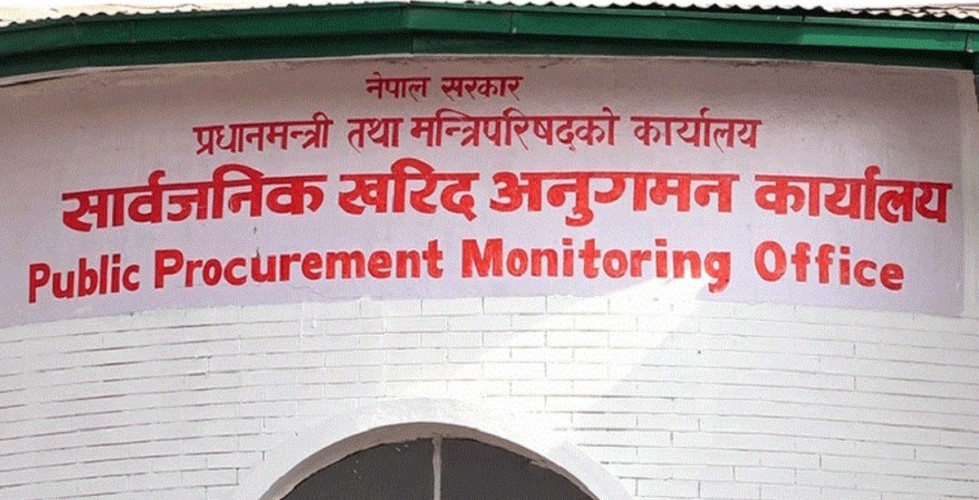 नेपाल सरकार
प्रधानमन्त्री तथा मन्त्रिपरिषद्को कार्यालय
सार्वजनिक खरिद अनुगमन कार्यालय
Public Procurement Monitoring Office